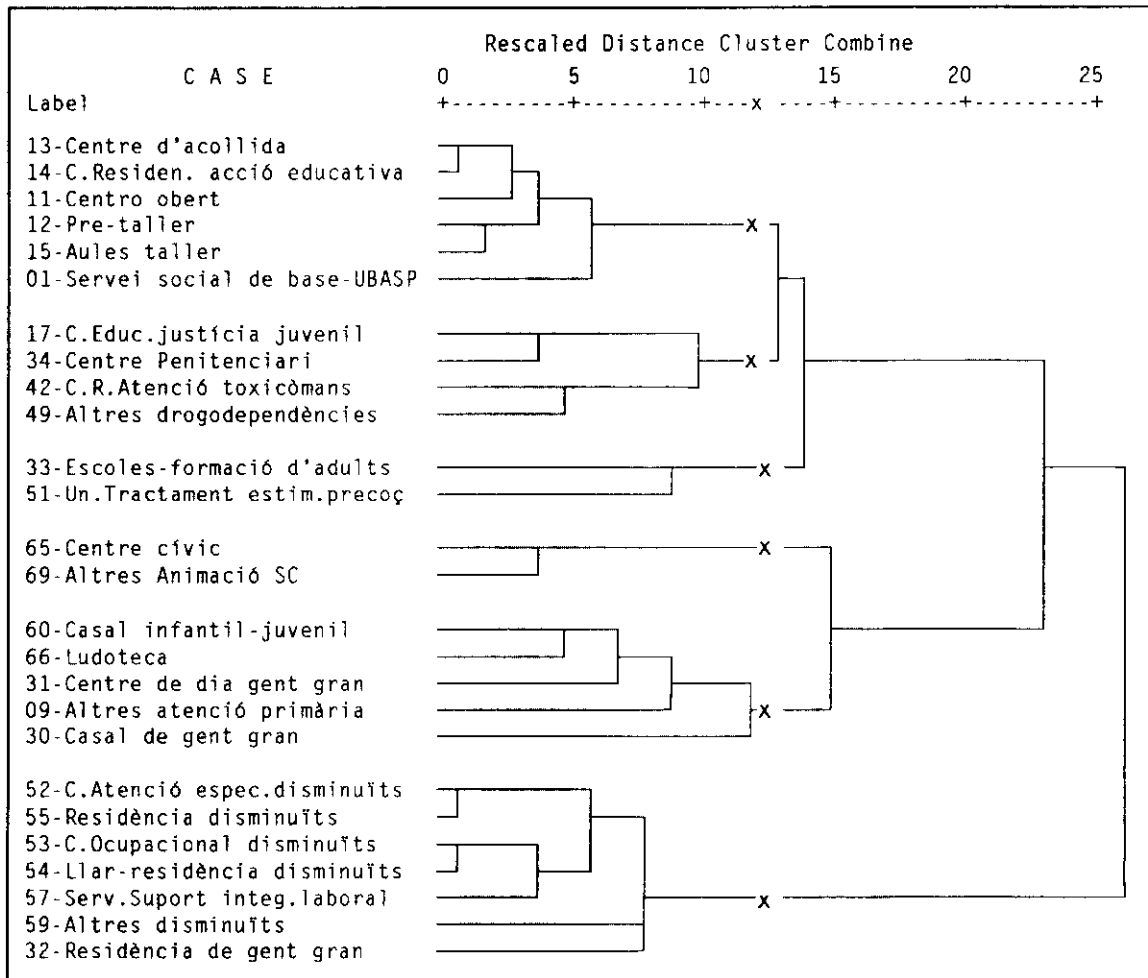 Rescaled Distance Cluster Combine
C A S E 0 5 10 15 20 25
Label +---------+---------+---x-----+---------+---------+
13-Centre d'acollida
14-C.Residen. acció educativa
11-Centro obert
12-Pre-taller x
15-Aules taller
01-Servei social de base-UBASP
17-C.Educ.justícia juvenil
34-Centre Penitenciari x
42-C.R.Atenció toxicòmans
49-Altres drogodependències
33-Escoles-formació d'adults x
51-Un.Tractament estim.precoç
65-Centre cívic x
69-Altres Animació SC
60-Casal infantil-juvenil
66-Ludoteca
31-Centre de dia gent gran
09-Altres atenció primària x
30-Casal de gent gran
52-C.Atenció espec.disminuïts
55-Residència disminuïts
53-C.Ocupacional disminuïts
54-Llar-residència disminuïts
57-Serv.Suport integ.laboral x
59-Altres disminuïts
32-Residència de gent gran